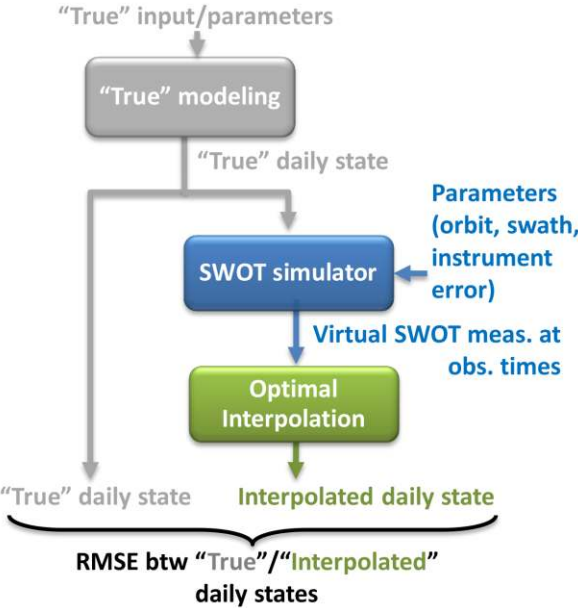 “True” input/parameters
“True” modeling
“True” daily state
Parameters
(orbit, swath,
instrument
error)
SWOT simulator
Virtual SWOT meas. at
obs. times
Optimal
Interpolation
“True” daily state
Interpolated daily state
RMSE btw “True”/“Interpolated”
daily states